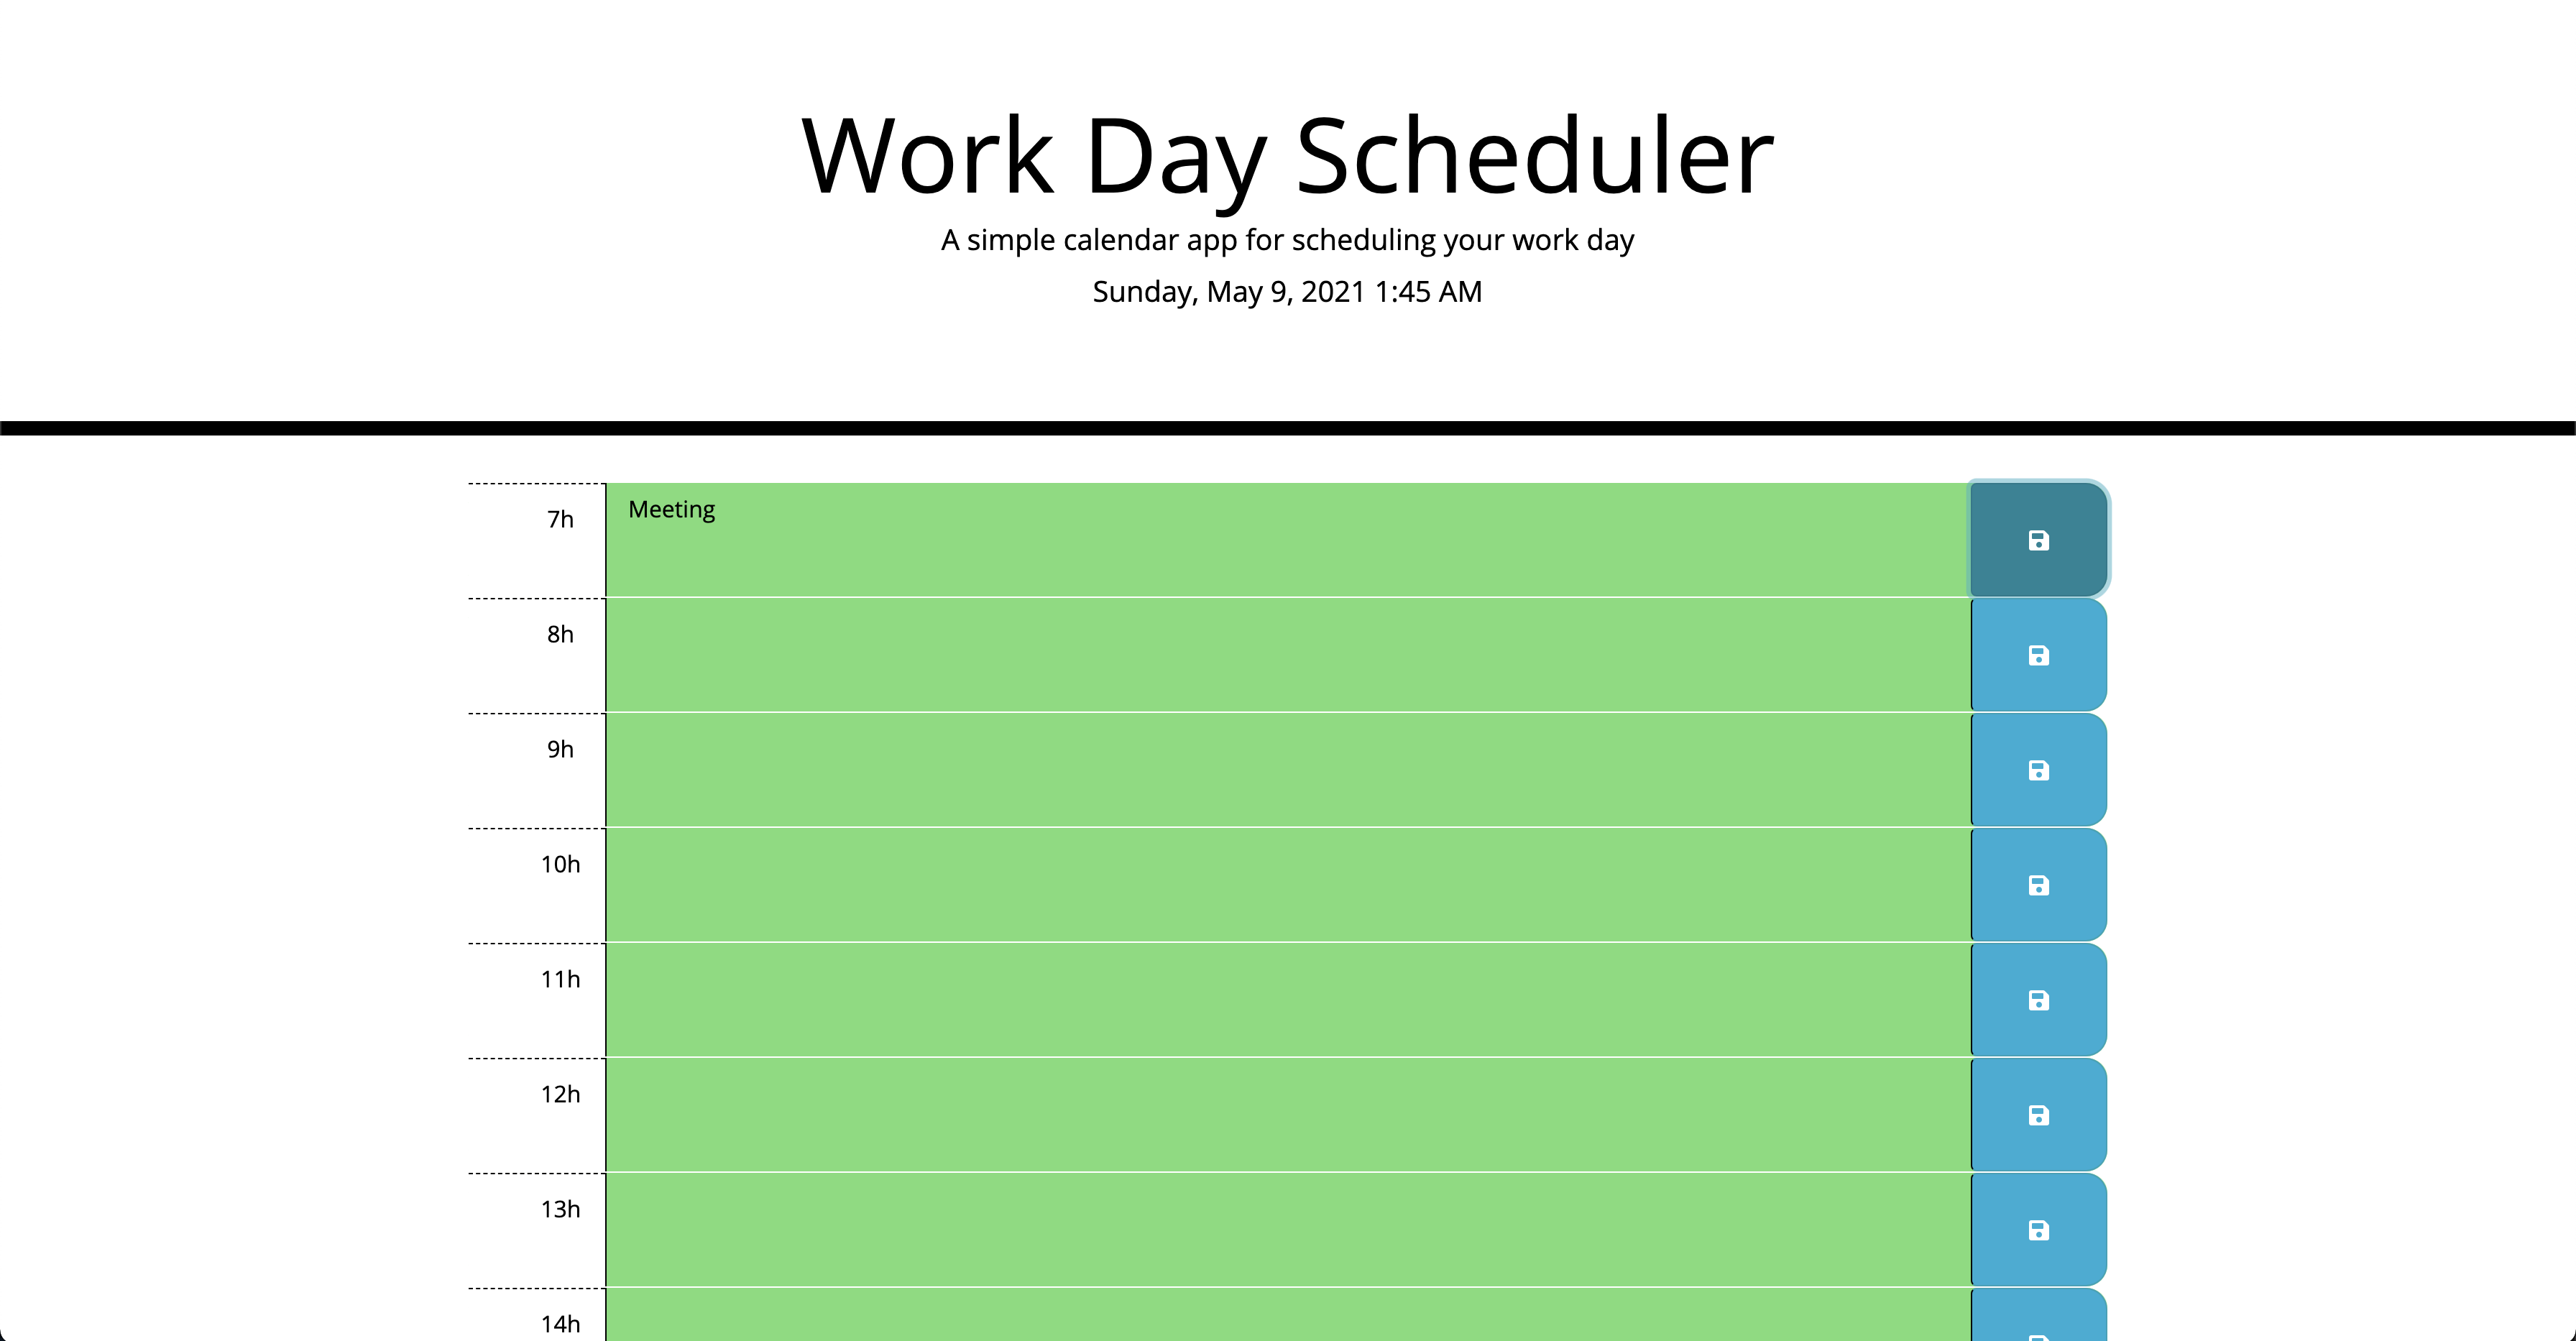 Work Day Scheduler
A simple calendar app for scheduling your work day
Sunday, May 9, 2021 1:45 AM
7h Meeting
8h
9h
10h
11h
12h
13h
14h